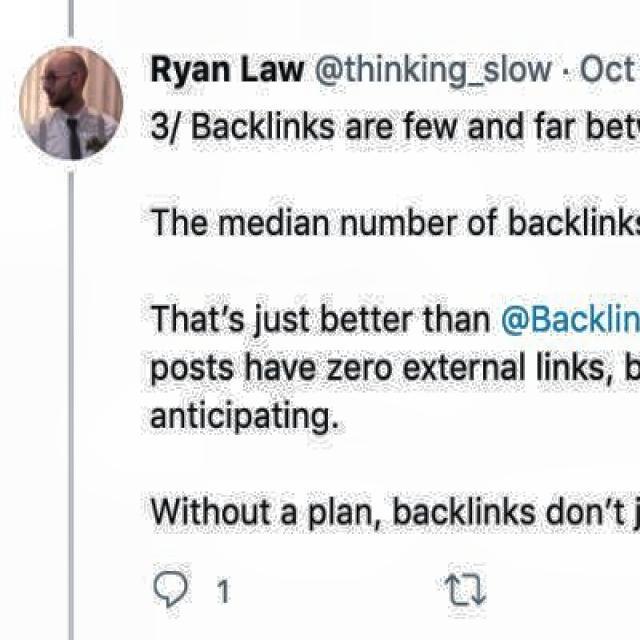 Ryan Law @thinking_slow · Oct
3/ Backlinks are few and far
The median number of backlinks
That's just better than @Backlin
posts have zero external links, b
anticipating.
Without a plan, backlinks don't j
1